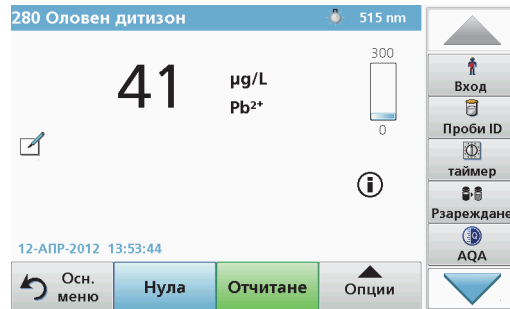 280 Оловен дитизон
515 nm
300
41
µg/L
Pb²⁺
0
12-АПР-2012 13:53:44
Осн.
меню
Нула
Отчитане
Опции
Вход
Проби ID
таймер
Рзареждане
AQA